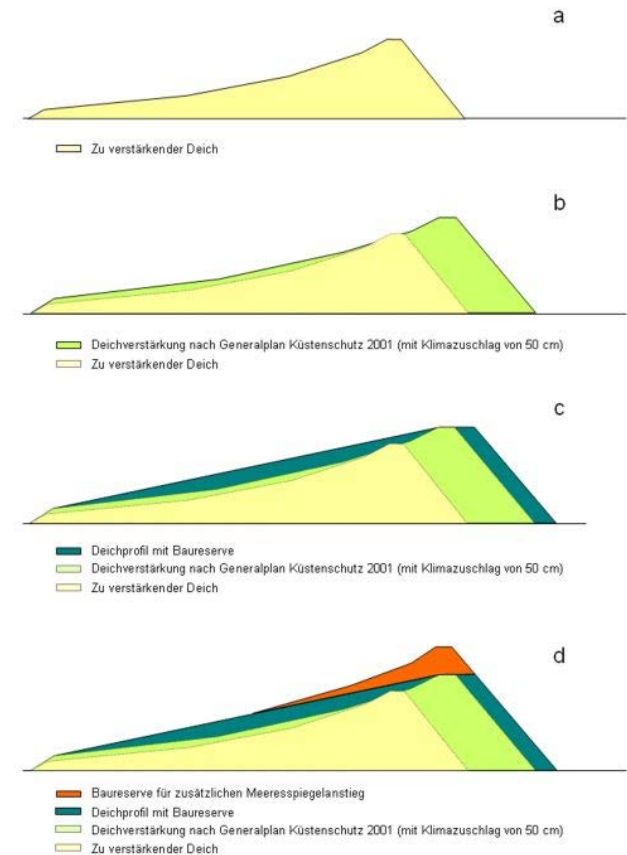 a
Zu verstärkender Deich
b
Deichverstärkung nach Generalplan Küstenschutz 2001 (mit Klimazuschlag von 50 cm)
Zu verstärkender Deich
c
Deichprofil mit Baureserve
Deichverstärkung nach Generalplan Küstenschutz 2001 (mit Klimazuschlag von 50 cm)
Zu verstärkender Deich
d
Baureserve für zusätzlichen Meeresspiegelanstieg
Deichprofil mit Baureserve
Deichverstärkung nach Generalplan Küstenschutz 2001 (mit Klimazuschlag von 50 cm)
Zu verstärkender Deich